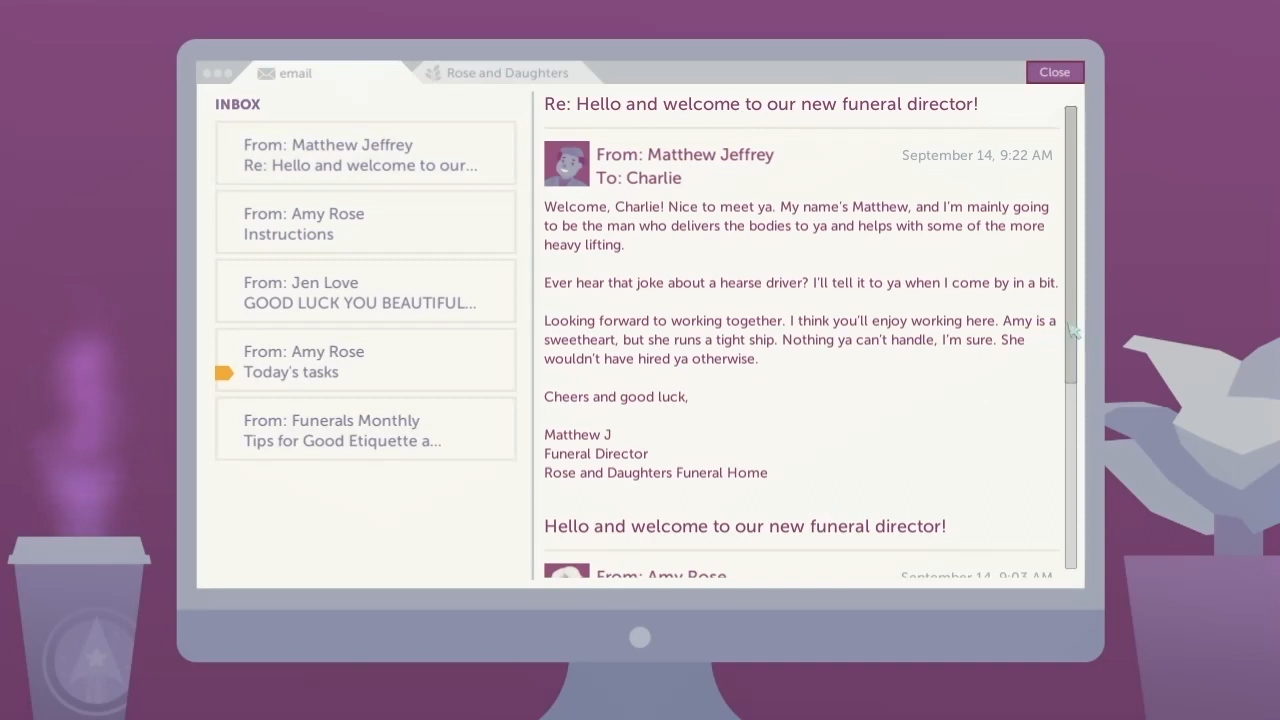 email
Rose and Daughters
Close
INBOX
From: Matthew Jeffrey
Re: Hello and welcome to our...
From: Amy Rose
Instructions
From: Jen Love
GOOD LUCK YOU BEAUTIFUL...
From: Amy Rose
Today's tasks
From: Funerals Monthly
Tips for Good Etiquette a...
Re: Hello and welcome to our new funeral director!
From: Matthew Jeffrey
September 14, 9:22 AM
To: Charlie
Welcome, Charlie! Nice to meet ya. My name's Matthew, and I'm mainly going
to be the man who delivers the bodies to ya and helps with some of the more
heavy lifting.
Ever hear that joke about a hearse driver? I'll tell it to ya when I come by in a bit.
Looking forward to working together. I think you'll enjoy working here. Amy is a
sweetheart, but she runs a tight ship. Nothing ya can't handle, I'm sure. She
wouldn't have hired ya otherwise.
Cheers and good luck,
Matthew J
Funeral Director
Rose and Daughters Funeral Home
Hello and welcome to our new funeral director!
From: Amy Rose
September 14, 9:03 AM